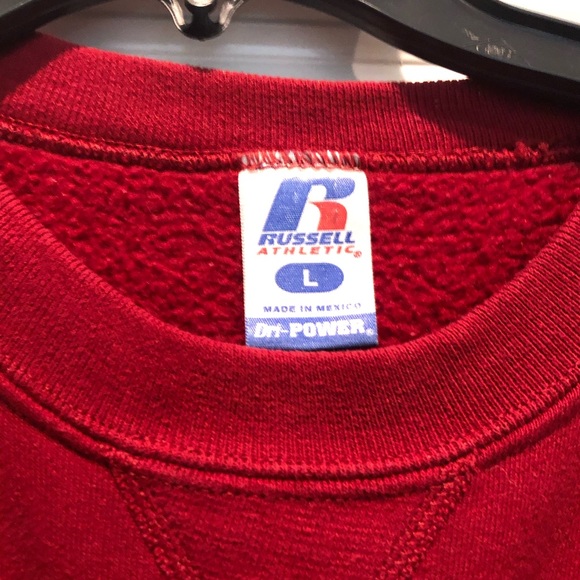 R
RUSSELL
ATHLETIC®
L
MADE IN MEXICO
Dri-POWER®